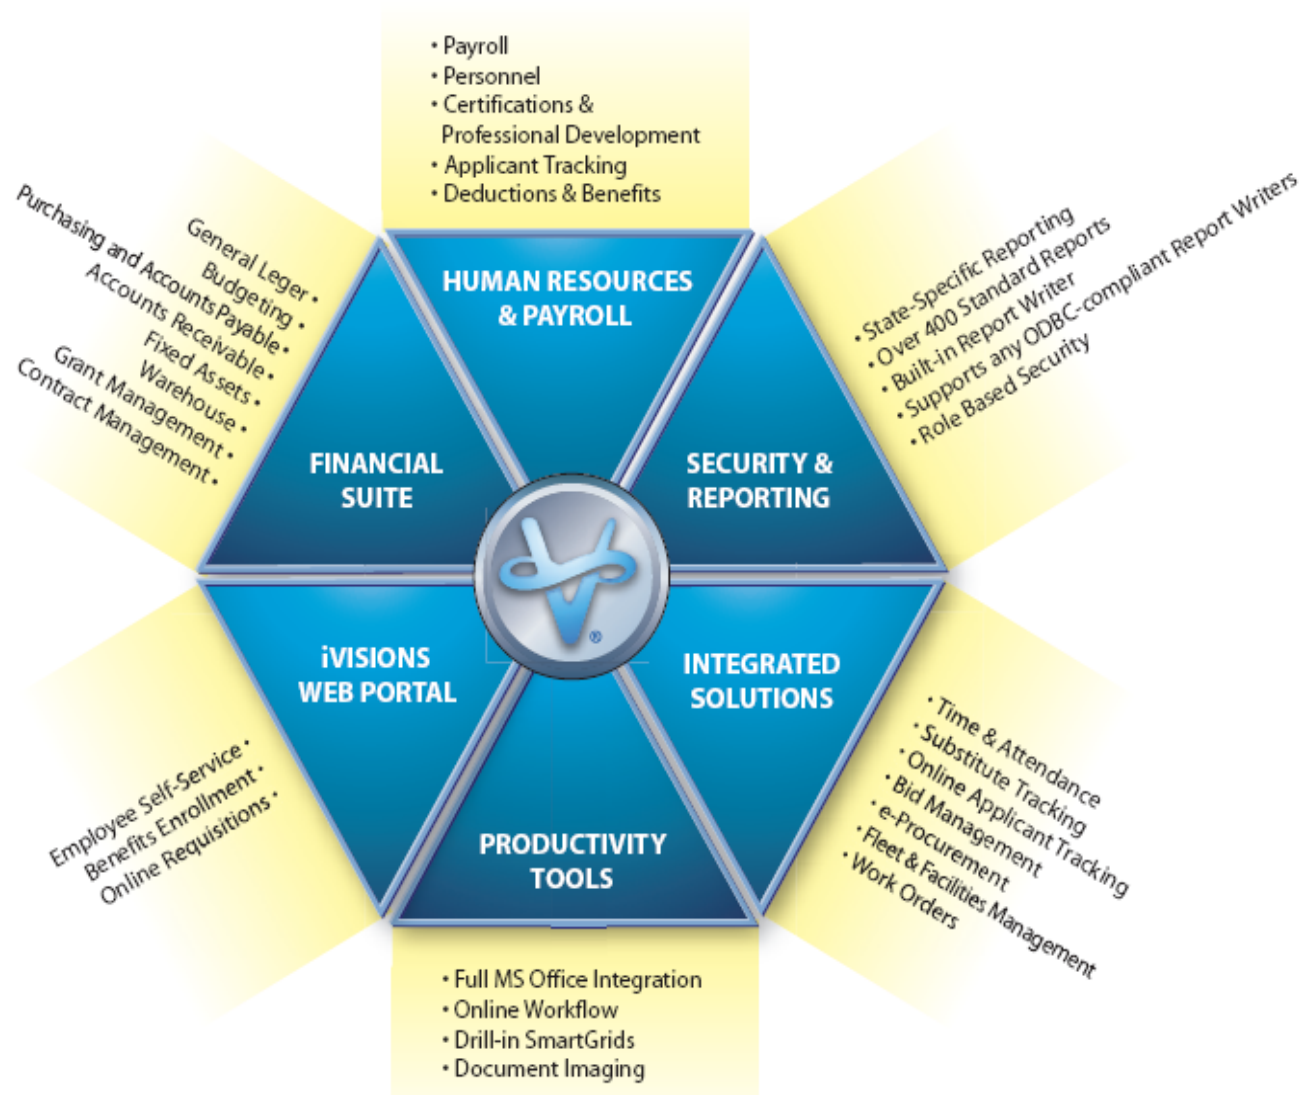 • Payroll
• Personnel
• Certifications &
Professional Development
• Applicant Tracking
• Deductions & Benefits
HUMAN RESOURCES
& PAYROLL
General Leger •
Budgeting •
Purchasing and Accounts Payable •
Accounts Receivable •
Fixed Assets •
Warehouse •
Grant Management •
Contract Management •
FINANCIAL
SUITE
• State-Specific Reporting
• Over 400 Standard Reports
• Built-in Report Writer
• Supports any ODBC-compliant Report Writers
• Role Based Security
SECURITY &
REPORTING
®
iVISIONS
WEB PORTAL
Employee Self-Service •
Benefits Enrollment •
Online Requisitions •
INTEGRATED
SOLUTIONS
• Time & Attendance
• Substitute Tracking
• Online Applicant Tracking
• Bid Management
• e-Procurement
• Fleet & Facilities Management
• Work Orders
PRODUCTIVITY
TOOLS
• Full MS Office Integration
• Online Workflow
• Drill-in SmartGrids
• Document Imaging